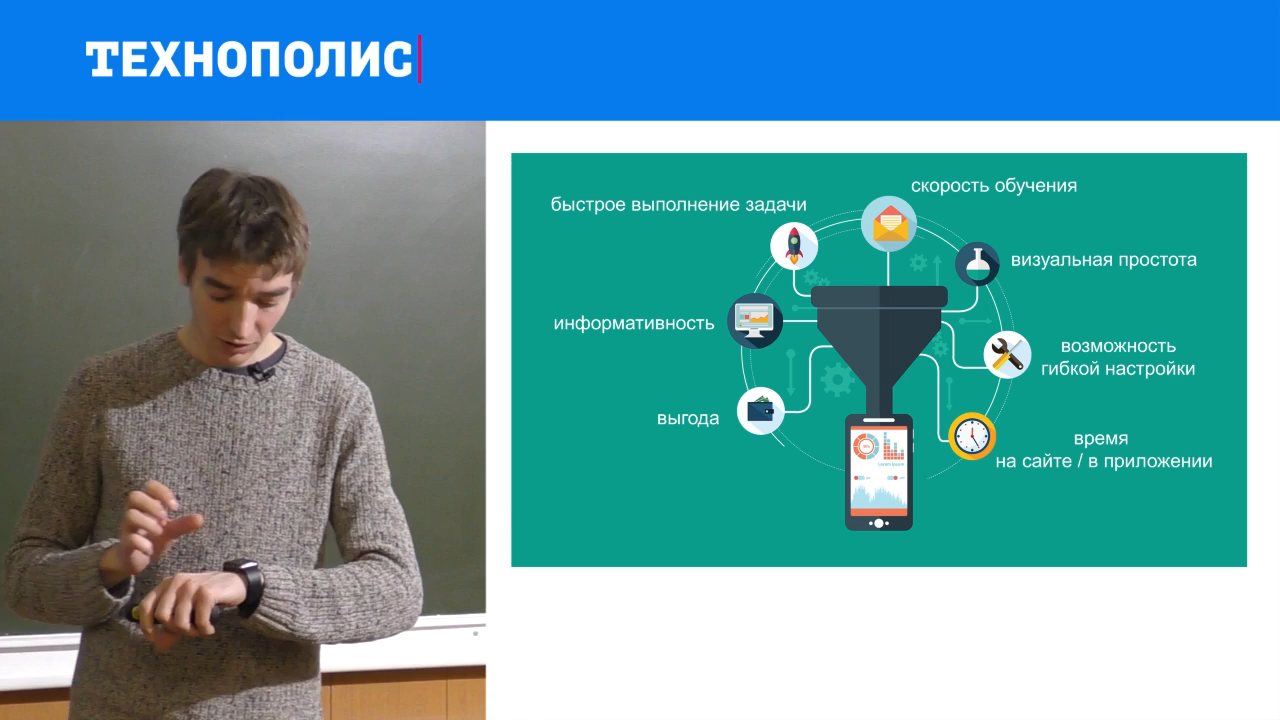 ТЕХНОПОЛИС
скорость обучения
быстрое выполнение задачи
визуальная простота
информативность
возможность
гибкой настройки
выгода
время
на сайте / в приложении